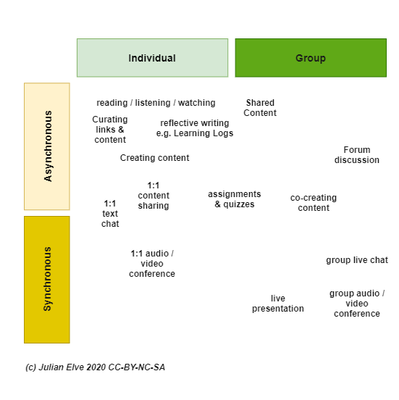 Individual
Group
Asynchronous
reading / listening / watching
Shared
Content
Curating
links &
content
reflective writing
e.g. Learning Logs
Creating content
Forum
discussion
1:1
content
sharing
1:1
text
chat
assignments
& quizzes
co-creating
content
Synchronous
1:1 audio /
video
conference
group live chat
live
presentation
group audio /
video
conference
(c) Julian Elve 2020 CC-BY-NC-SA